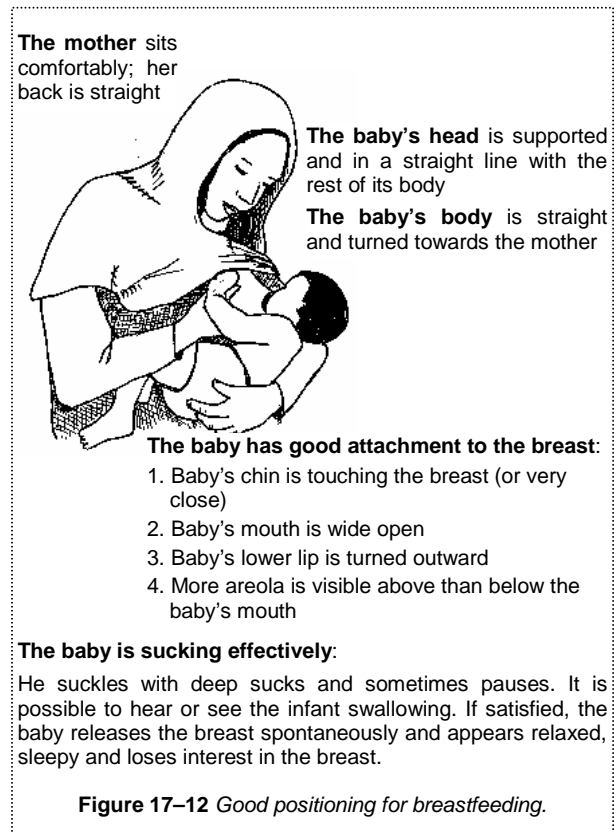 The mother sits
comfortably; her
back is straight
The baby’s head is supported
and in a straight line with the
rest of its body
The baby’s body is straight
and turned towards the mother
The baby has good attachment to the breast:
1. Baby’s chin is touching the breast (or very
close)
2. Baby’s mouth is wide open
3. Baby’s lower lip is turned outward
4. More areola is visible above than below the
baby’s mouth
The baby is sucking effectively:
He suckles with deep sucks and sometimes pauses. It is
possible to hear or see the infant swallowing. If satisfied, the
baby releases the breast spontaneously and appears relaxed,
sleepy and loses interest in the breast.
Figure 17–12 Good positioning for breastfeeding.